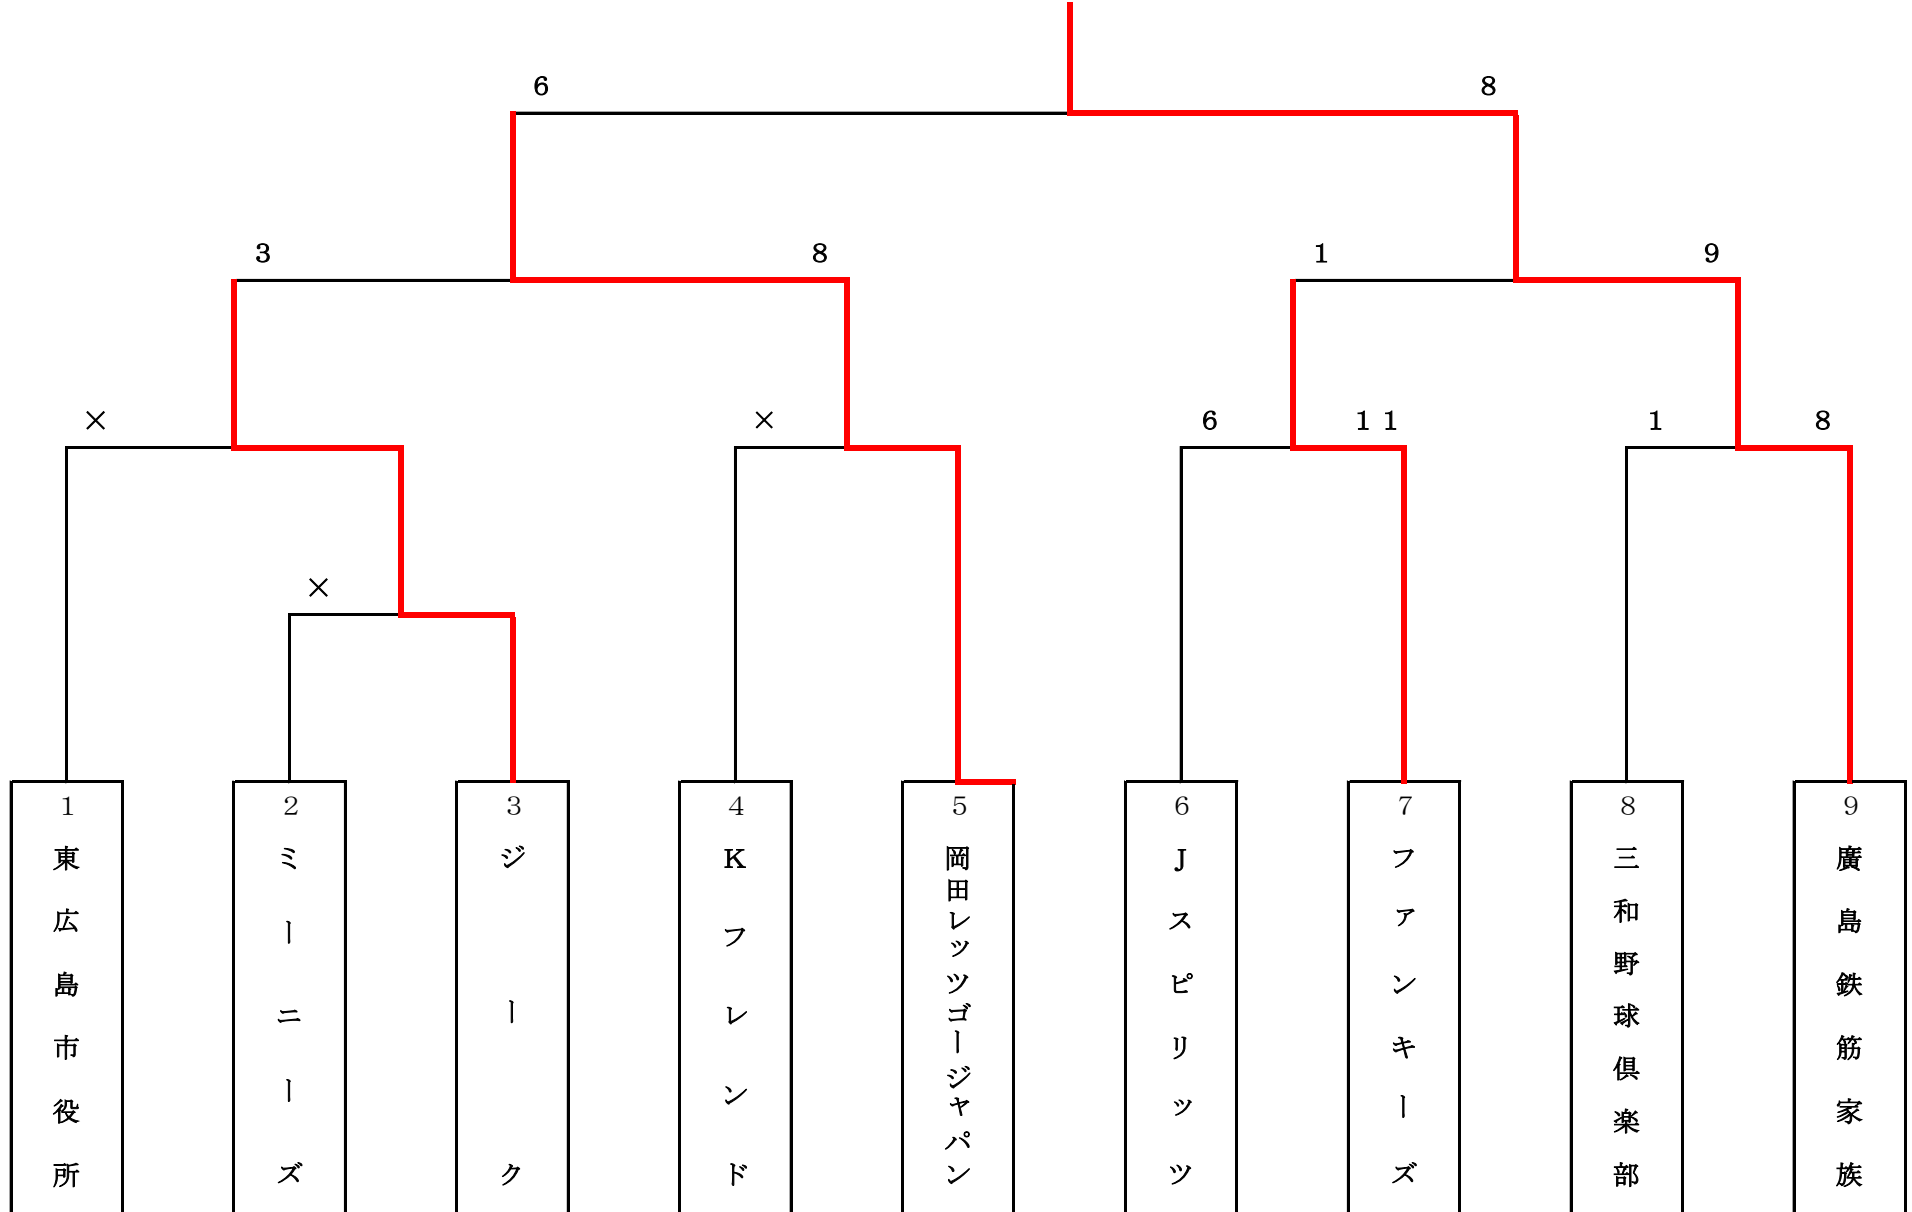 6 8
3 8 1 9
× × 6 11 1 8
×
1 2 3 4 5 6 7 8 9
東広島市役所
ミーニーズ
ジーク
Kフレンド
岡田レッツゴージャパン
Jスピリッツ
ファンキーズ
三和野球倶楽部
廣島鉄筋家族